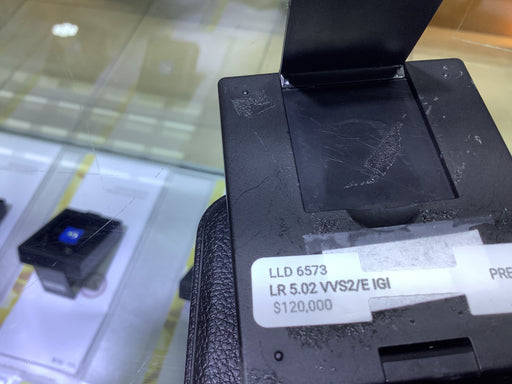 LLD 6573
LR 5.02 VVS2/E IGI
$120,000
PRE